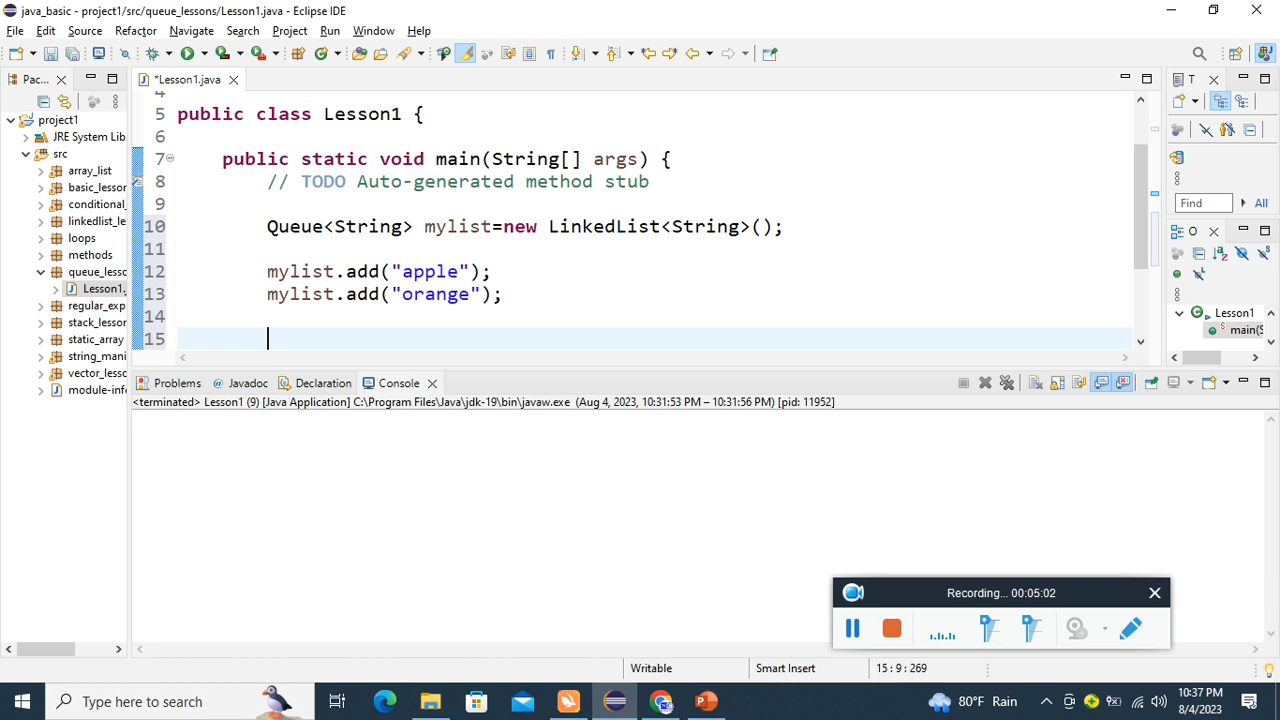 java_basic - project1/src/queue_lessons/Lesson1.java - Eclipse IDE
File Edit Source Refactor Navigate Search Project Run Window Help
Pac...
*Lesson1.java
T
project1
JRE System Lib
src
array_list
basic_lesson
conditional_
linkedlist_le
loops
methods
queue_lesso
Lesson1.
regular_exp
stack_lesson
static_array
string_mani
vector_lesso
module-info
4
5 public class Lesson1 {
6
7 public static void main(String[] args) {
8 // TODO Auto-generated method stub
9
10 Queue<String> mylist=new LinkedList<String>();
11
12 mylist.add("apple");
13 mylist.add("orange");
14
15
Find All
O
Lesson1
main(S
Problems @ Javadoc Declaration Console
<terminated> Lesson1 (9) [Java Application] C:\Program Files\Java\jdk-19\bin\javaw.exe (Aug 4, 2023, 10:31:53 PM – 10:31:56 PM) [pid: 11952]
Recording... 00:05:02
Writable Smart Insert 15 : 9 : 269
Type here to search
80°F Rain
10:37 PM
8/4/2023